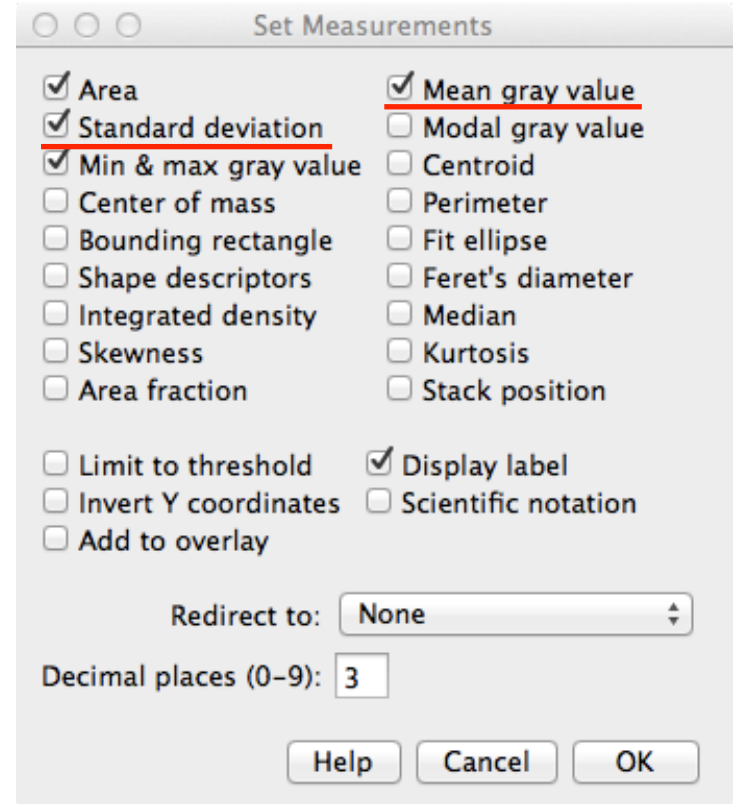 Set Measurements
Area Mean gray value
Standard deviation Modal gray value
Min & max gray value Centroid
Center of mass Perimeter
Bounding rectangle Fit ellipse
Shape descriptors Feret's diameter
Integrated density Median
Skewness Kurtosis
Area fraction Stack position
Limit to threshold Display label
Invert Y coordinates Scientific notation
Add to overlay
Redirect to: None
Decimal places (0-9): 3
Help Cancel OK